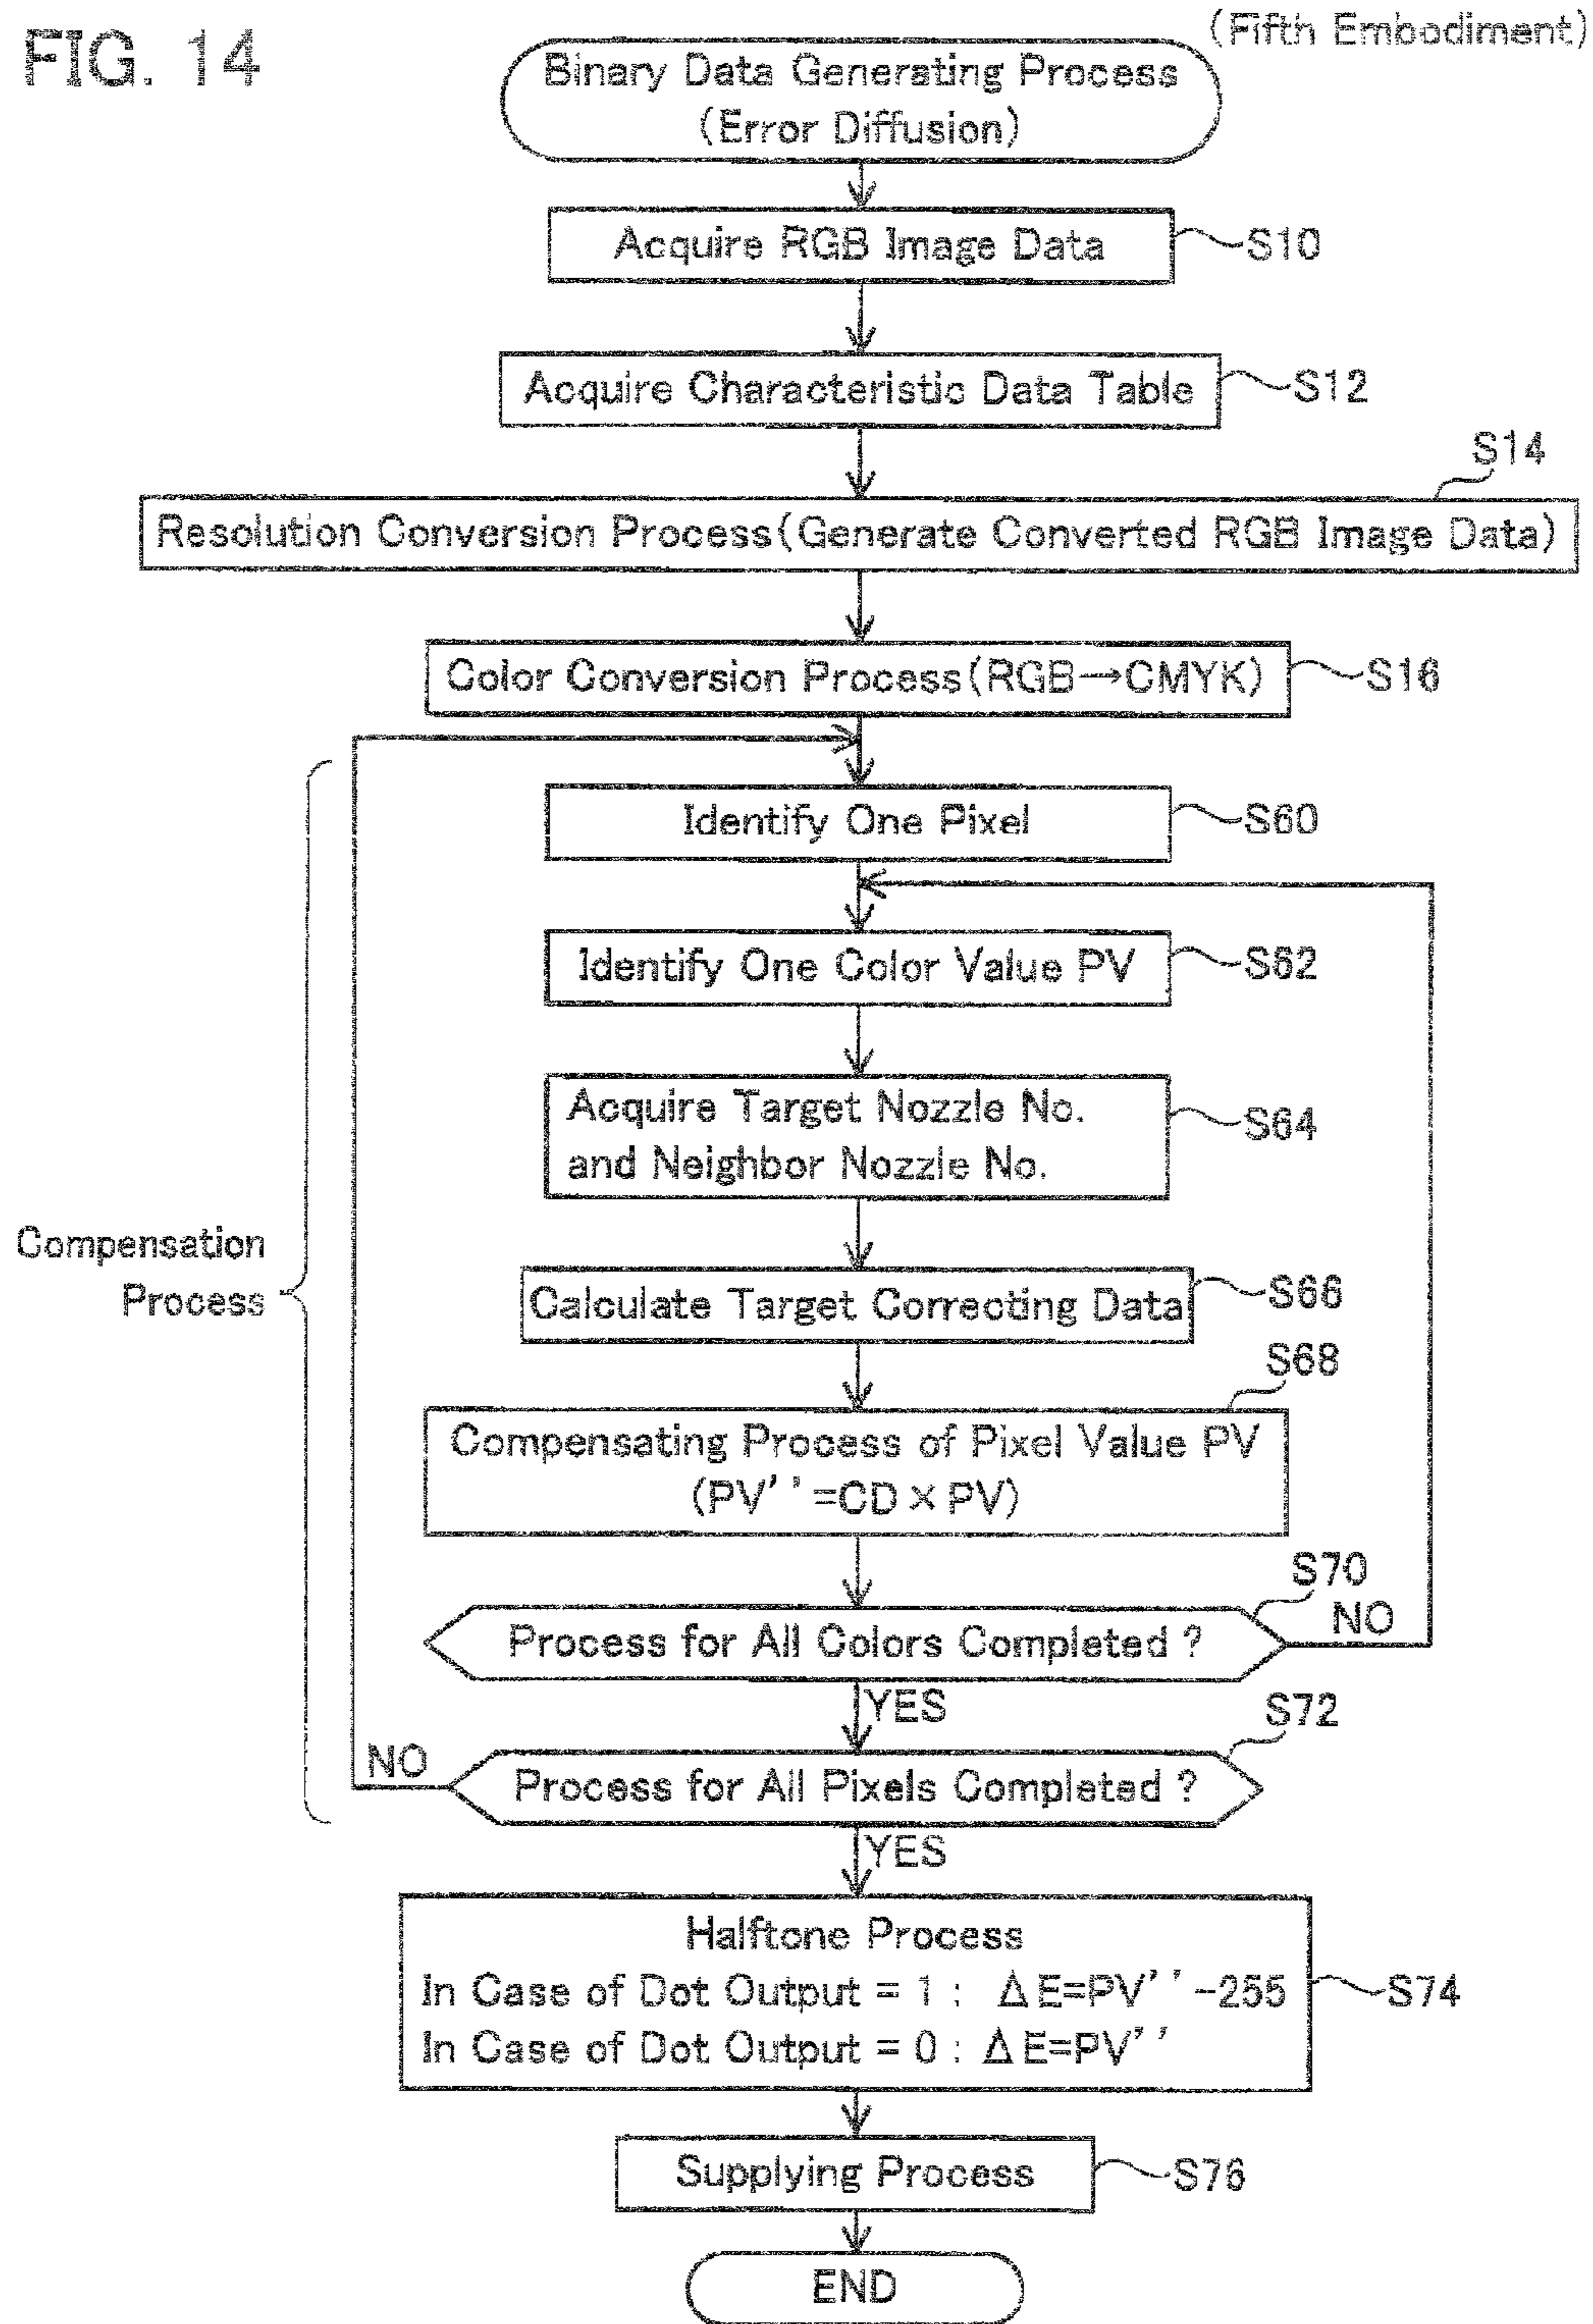 FIG. 14
(Fifth Embodiment)
Binary Data Generating Process
(Error Diffusion)
Acquire RGB Image Data
S10
Acquire Characteristic Data Table
S12
S14
Resolution Conversion Process(Generate Converted RGB Image Data)
Color Conversion Process(RGB→CMYK)
S16
Identify One Pixel
S60
Identify One Color Value PV
S62
Acquire Target Nozzle No.
and Neighbor Nozzle No.
S64
Compensation
Process
Calculate Target Correcting Data
S66
S68
Compensating Process of Pixel Value PV
(PV''=CD×PV)
S70
Process for All Colors Completed ?
NO
YES
S72
NO
Process for All Pixels Completed ?
YES
Halftone Process
In Case of Dot Output = 1 : ΔE=PV''-255
In Case of Dot Output = 0 : ΔE=PV''
S74
Supplying Process
S76
END